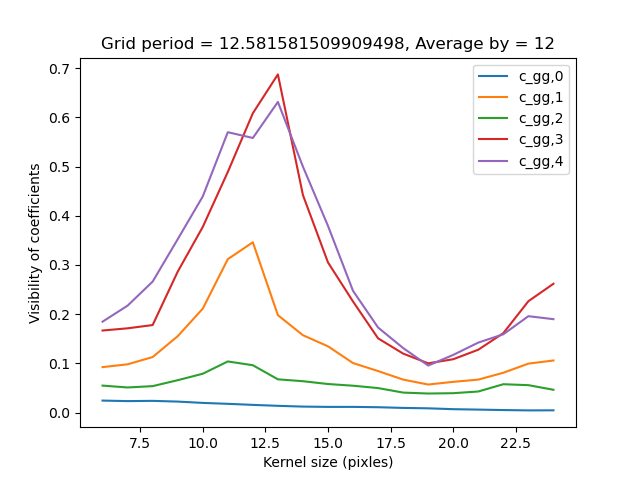 Grid period = 12.581581509909498, Average by = 12
Visibility of coefficients
0.7
0.6
0.5
0.4
0.3
0.2
0.1
0.0
c_gg,0
c_gg,1
c_gg,2
c_gg,3
c_gg,4
7.5 10.0 12.5 15.0 17.5 20.0 22.5
Kernel size (pixles)